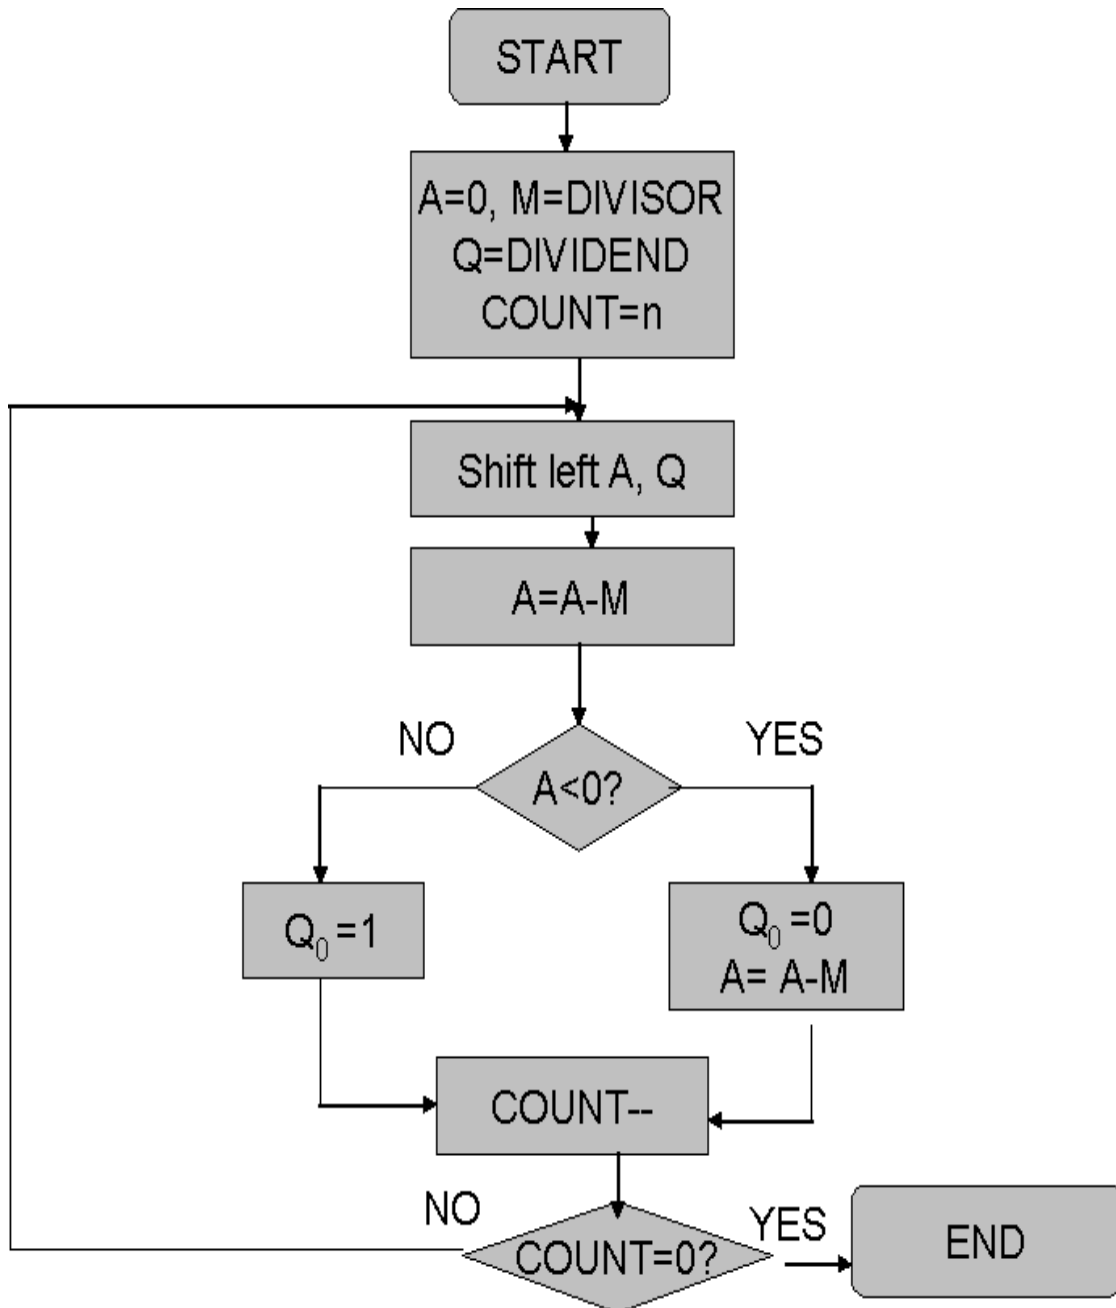 START
A=0, M=DIVISOR
Q=DIVIDEND
COUNT=n
Shift left A, Q
A=A-M
NO
YES
A<0?
Q₀ =1
Q₀ =0
A= A-M
COUNT--
NO
YES
COUNT=0?
END